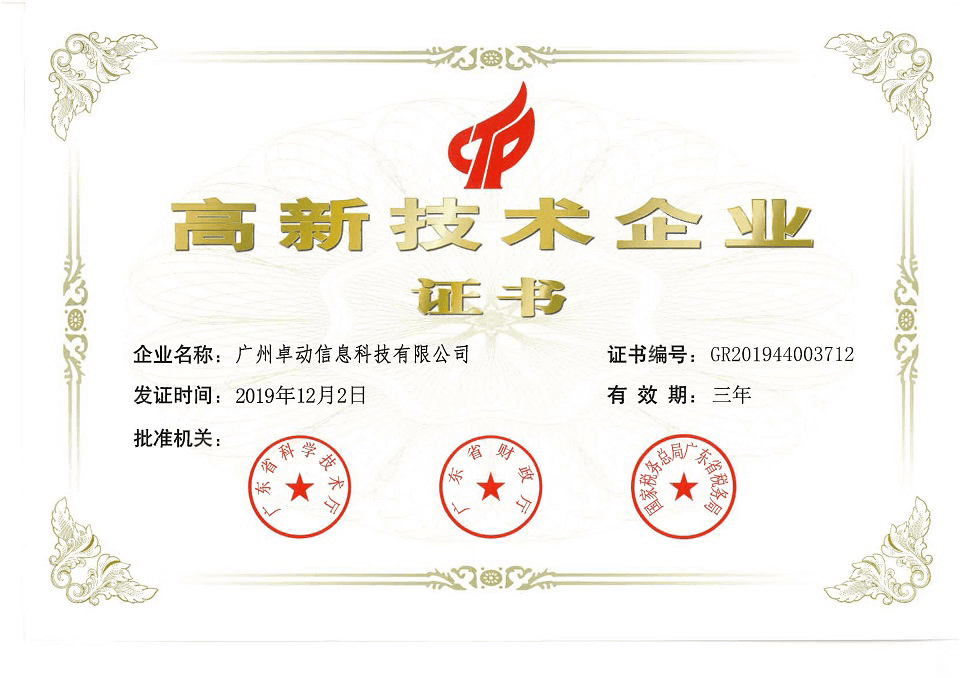 高新技术企业
证书
企业名称：广州卓动信息科技有限公司
证书编号：GR201944003712
发证时间：2019年12月2日
有效期：三年
批准机关：
广东省科学技术厅
广东省财政厅
国家税务总局广东省税务局